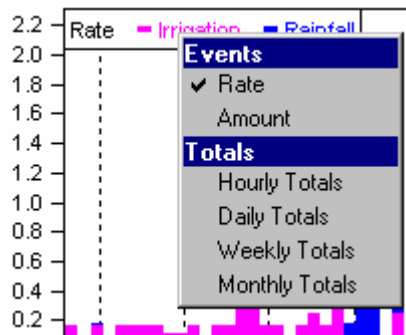 2.2
Rate Irrigation Rainfall
2.0
Events
1.8
Rate
1.6
Amount
1.4
Totals
1.2
Hourly Totals
1.0
Daily Totals
0.8
Weekly Totals
0.6
Monthly Totals
0.4
0.2